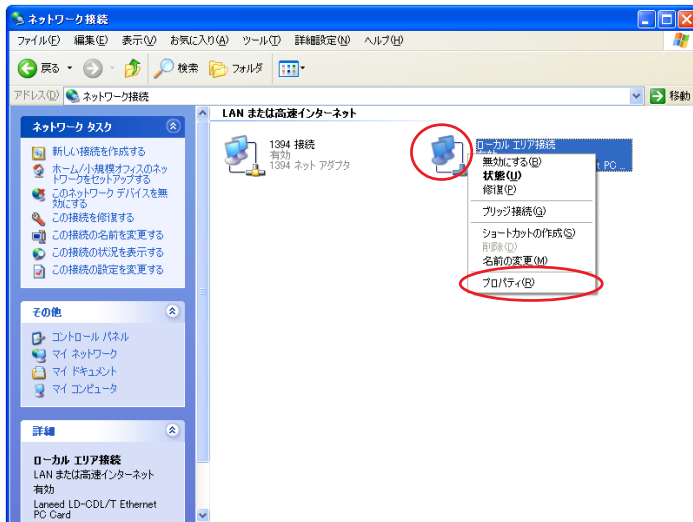 ネットワーク接続
ファイル(F) 編集(E) 表示(V) お気に入り(A) ツール(T) 詳細設定(N) ヘルプ(H)
戻る 検索 フォルダ
アドレス(D) ネットワーク接続 移動
ネットワーク タスク
新しい接続を作成する
ホーム/小規模オフィスのネッ
トワークをセットアップする
このネットワーク デバイスを無
効にする
この接続を修復する
この接続の名前を変更する
この接続の状況を表示する
この接続の設定を変更する
その他
コントロール パネル
マイ ネットワーク
マイ ドキュメント
マイ コンピュータ
詳細
ローカル エリア接続
LAN または高速インターネット
有効
Laneed LD-CDL/T Ethernet
PC Card
LAN または高速インターネット
1394 接続
有効
1394 ネット アダプタ
ローカル エリア接続
有効
t PC ...
無効にする(B)
状態(U)
修復(P)
ブリッジ接続(G)
ショートカットの作成(S)
削除(D)
名前の変更(M)
プロパティ(R)